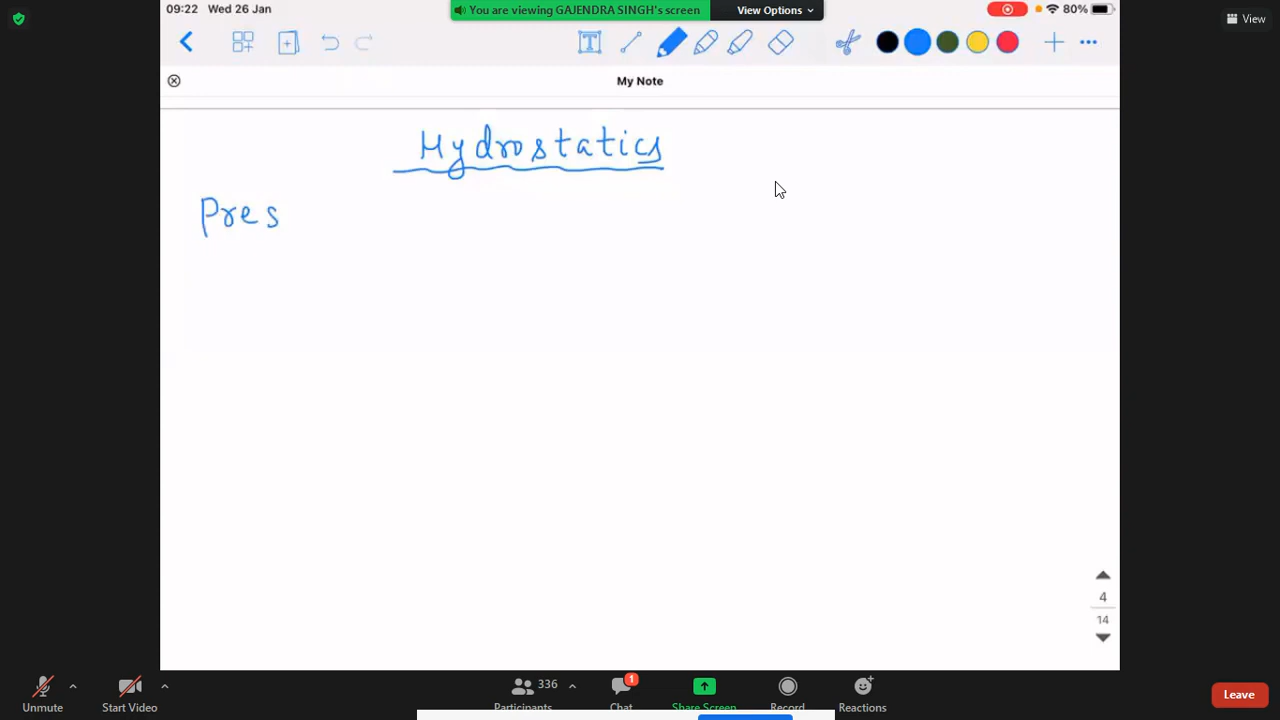 09:22 Wed 26 Jan
You are viewing GAJENDRA SINGH's screen
View Options
80%
View
My Note
Hydrostatics
Pres
4
14
336
1
Unmute
Start Video
Participants
Chat
Share Screen
Record
Reactions
Leave